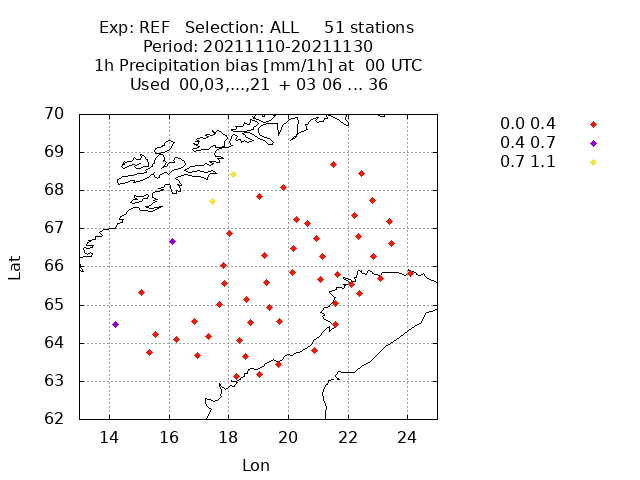 Exp: REF   Selection: ALL     51 stations
Period: 20211110-20211130
1h Precipitation bias [mm/1h] at  00 UTC
Used  00,03,...,21  + 03 06 ... 36
0.0 0.4
0.4 0.7
0.7 1.1
70
69
68
67
66
65
64
63
62
Lat
14 16 18 20 22 24
Lon